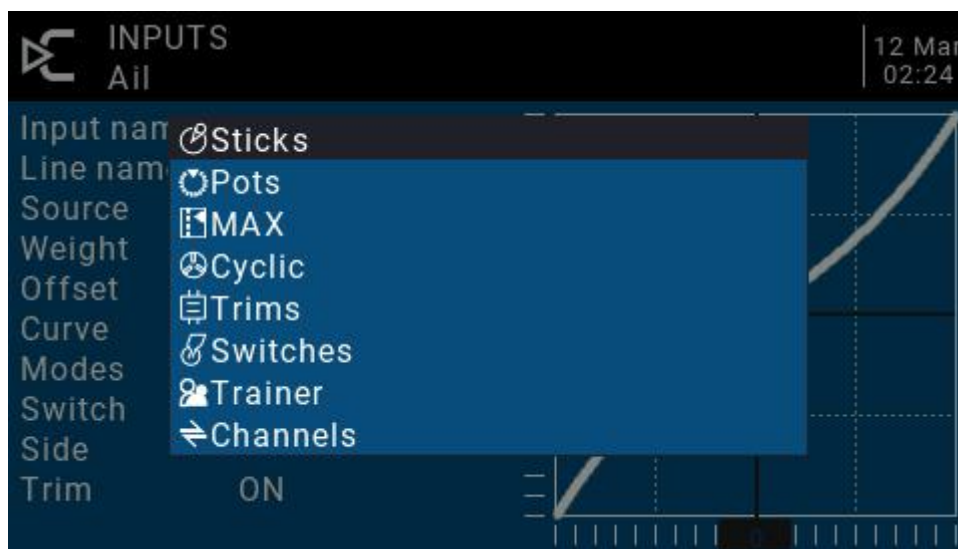 INPUTS
Ail
12 Mar
02:24
Input nam
Line nam
Source
Weight
Offset
Curve
Modes
Switch
Side
Trim ON
Sticks
Pots
MAX
Cyclic
Trims
Switches
Trainer
Channels
0